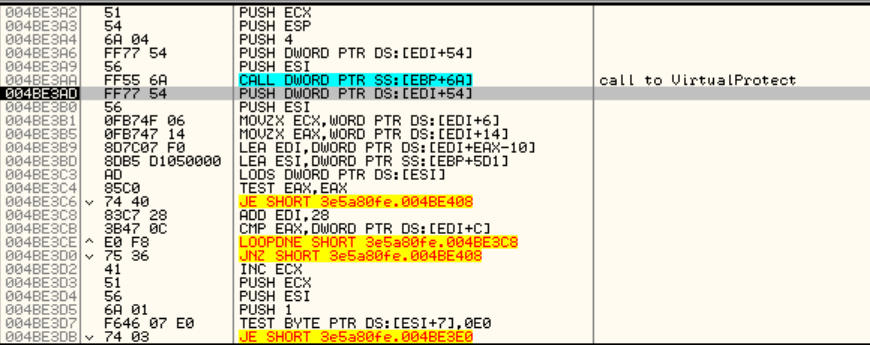 004BE3A2 51 PUSH ECX
004BE3A3 54 PUSH ESP
004BE3A4 6A 04 PUSH 4
004BE3A6 FF77 54 PUSH DWORD PTR DS:[EDI+54]
004BE3A9 56 PUSH ESI
004BE3AA FF55 6A CALL DWORD PTR SS:[EBP+6A] call to VirtualProtect
004BE3AD FF77 54 PUSH DWORD PTR DS:[EDI+54]
004BE3B0 56 PUSH ESI
004BE3B1 0FB74F 06 MOVZX ECX,WORD PTR DS:[EDI+6]
004BE3B5 0FB747 14 MOVZX EAX,WORD PTR DS:[EDI+14]
004BE3B9 8D7C07 F0 LEA EDI,DWORD PTR DS:[EDI+EAX-10]
004BE3BD 8DB5 D1050000 LEA ESI,DWORD PTR SS:[EBP+5D1]
004BE3C3 AD LODS DWORD PTR DS:[ESI]
004BE3C4 85C0 TEST EAX,EAX
004BE3C6 74 40 JE SHORT 3e5a80fe.004BE408
004BE3C8 83C7 28 ADD EDI,28
004BE3CB 3B47 0C CMP EAX,DWORD PTR DS:[EDI+C]
004BE3CE ^ E0 F8 LOOPDNE SHORT 3e5a80fe.004BE3C8
004BE3D0 75 36 JNZ SHORT 3e5a80fe.004BE408
004BE3D2 41 INC ECX
004BE3D3 51 PUSH ECX
004BE3D4 56 PUSH ESI
004BE3D5 6A 01 PUSH 1
004BE3D7 F646 07 E0 TEST BYTE PTR DS:[ESI+7],0E0
004BE3DB 74 03 JE SHORT 3e5a80fe.004BE3E0